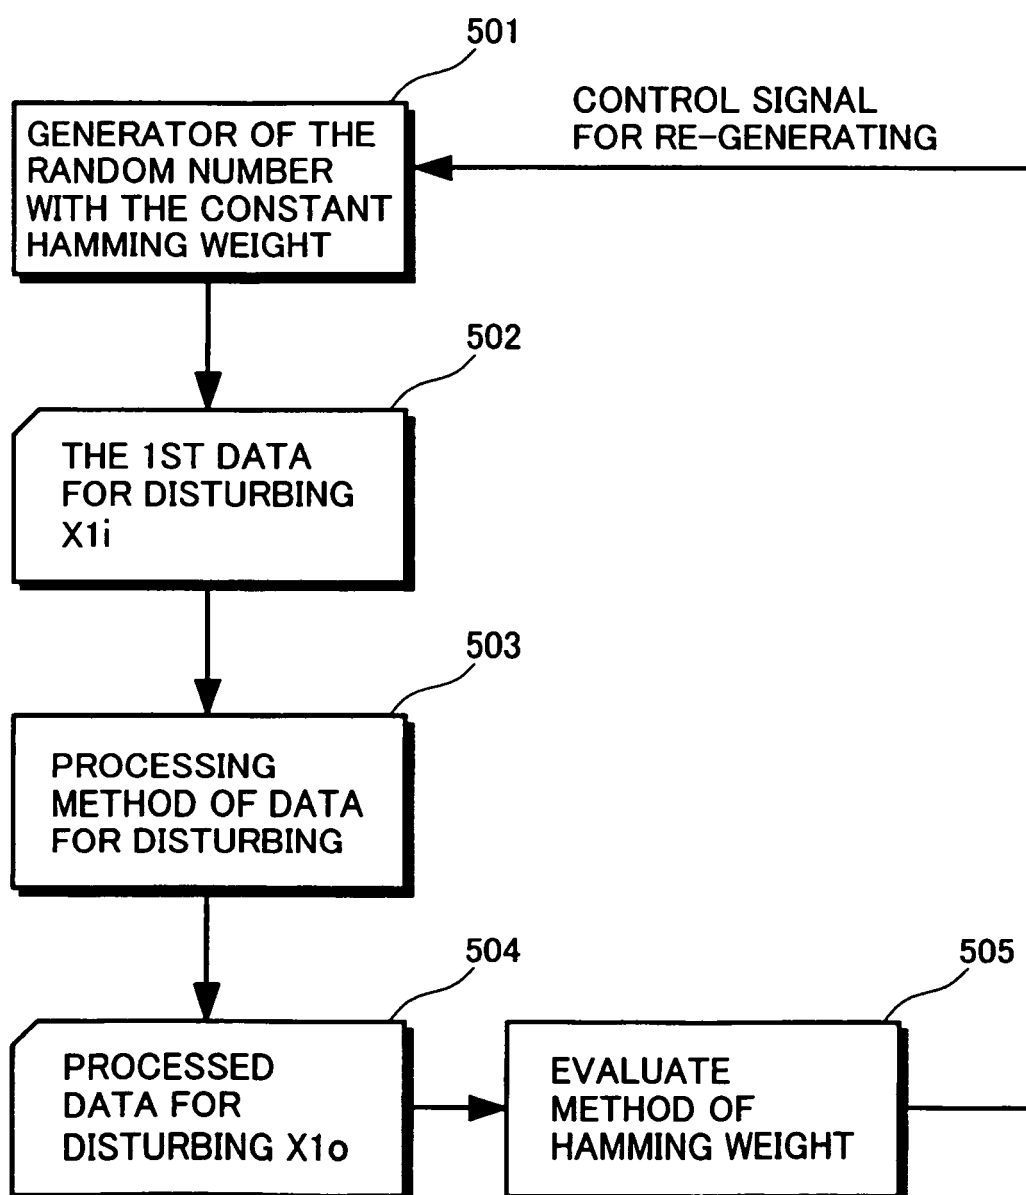 501
GENERATOR OF THE
RANDOM NUMBER
WITH THE CONSTANT
HAMMING WEIGHT
CONTROL SIGNAL
FOR RE-GENERATING
502
THE 1ST DATA
FOR DISTURBING
X1i
503
PROCESSING
METHOD OF DATA
FOR DISTURBING
504
PROCESSED
DATA FOR
DISTURBING X1o
505
EVALUATE
METHOD OF
HAMMING WEIGHT